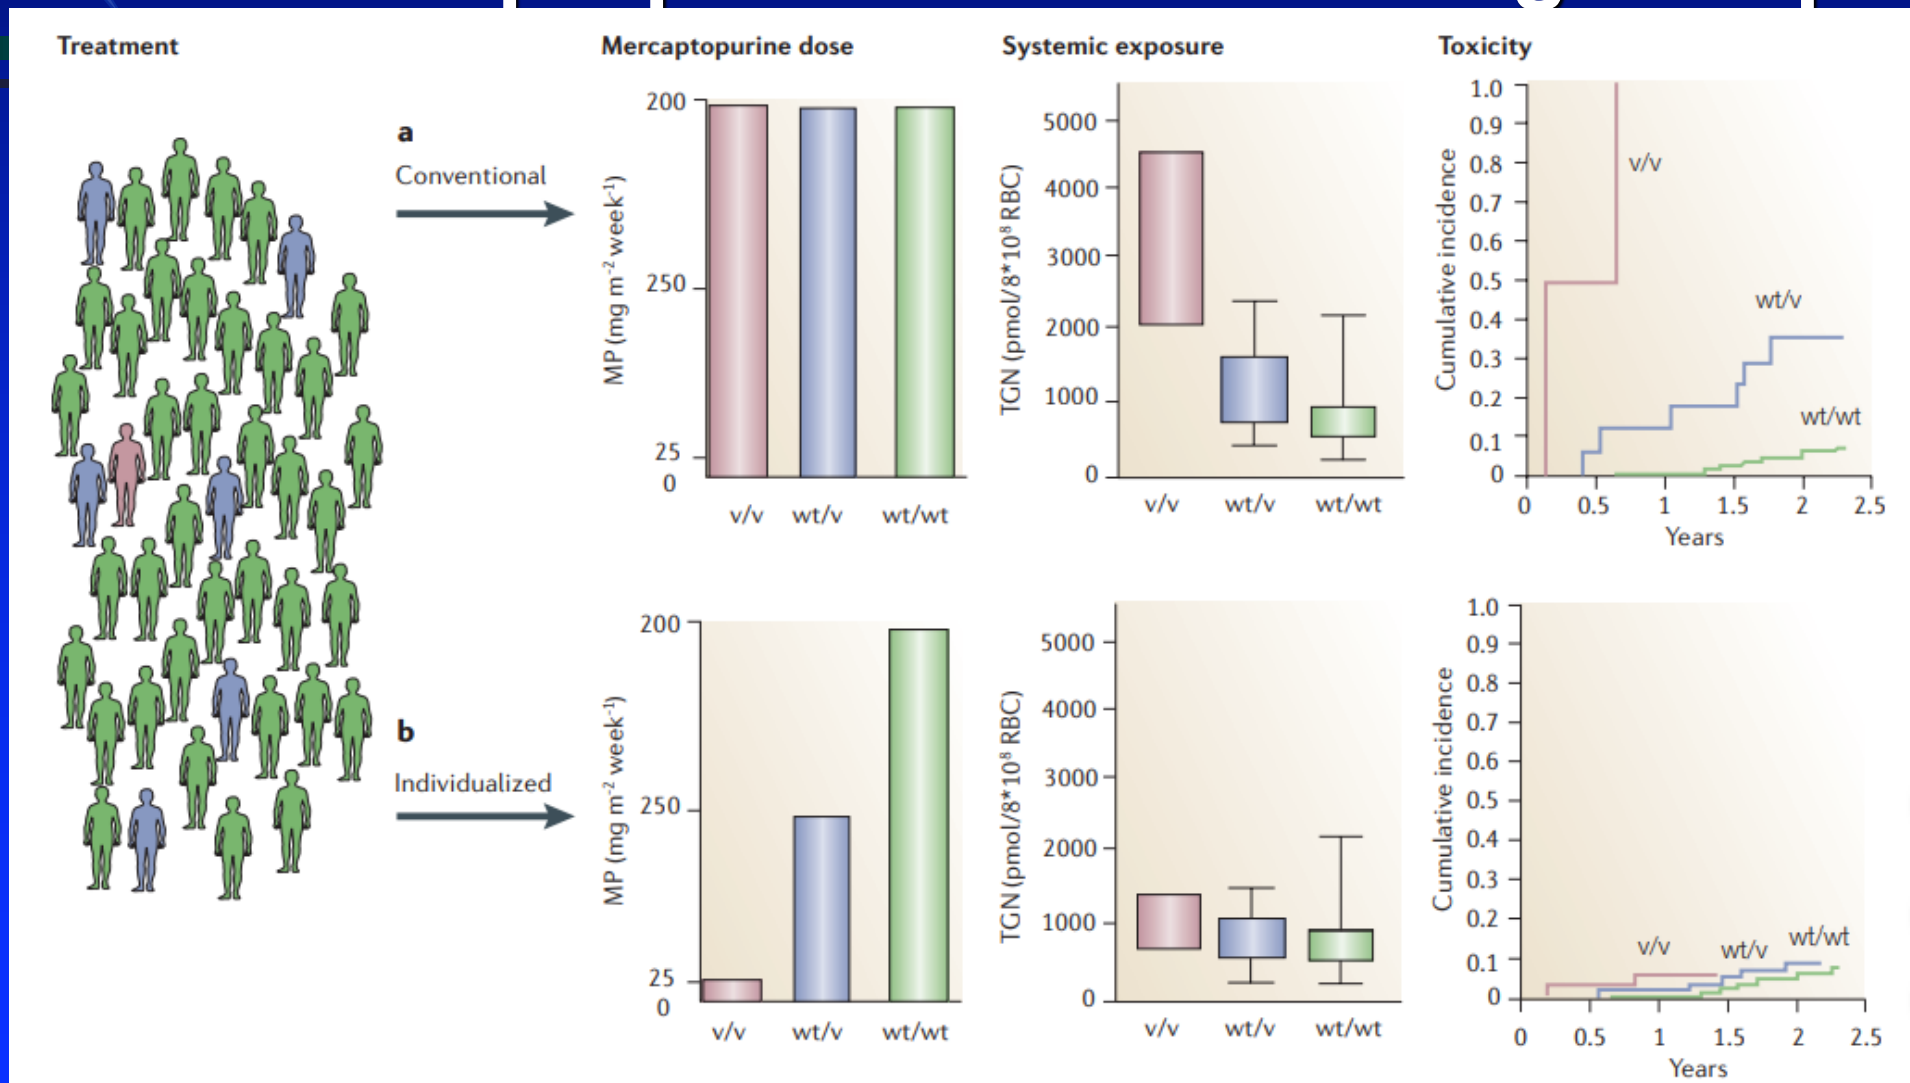 Treatment
Mercaptopurine dose
Systemic exposure
Toxicity
a
Conventional
MP (mg m⁻² week⁻¹)
200
250
25
0
v/v wt/v wt/wt
TGN (pmol/8*10⁸ RBC)
5000
4000
3000
2000
1000
0
v/v wt/v wt/wt
Cumulative incidence
1.0
0.9
0.8
0.7
0.6
0.5
0.4
0.3
0.2
0.1
0
v/v
wt/v
wt/wt
0 0.5 1 1.5 2 2.5
Years
b
Individualized
MP (mg m⁻² week⁻¹)
200
250
25
0
v/v wt/v wt/wt
TGN (pmol/8*10⁸ RBC)
5000
4000
3000
2000
1000
0
v/v wt/v wt/wt
Cumulative incidence
1.0
0.9
0.8
0.7
0.6
0.5
0.4
0.3
0.2
0.1
0
v/v wt/v wt/wt
0 0.5 1 1.5 2 2.5
Years